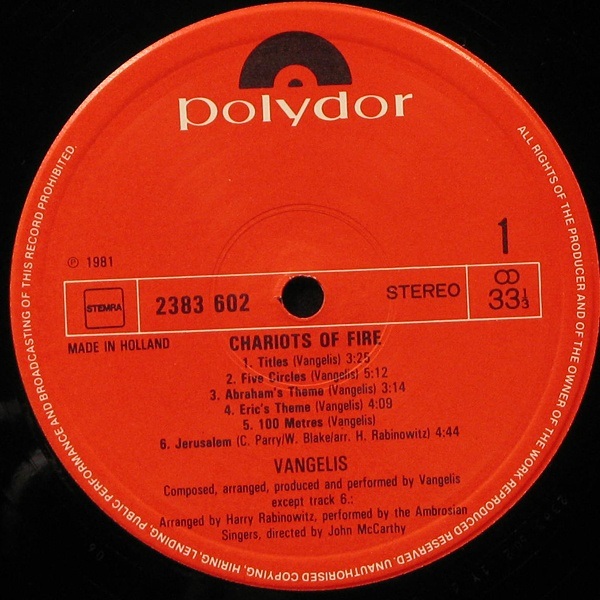 polydor
1
℗ 1981
STEMRA
2383 602
STEREO
33 1/3
MADE IN HOLLAND
CHARIOTS OF FIRE
1. Titles (Vangelis) 3:25
2. Five Circles (Vangelis) 5:12
3. Abraham's Theme (Vangelis) 3:14
4. Eric's Theme (Vangelis) 4:09
5. 100 Metres (Vangelis)
6. Jerusalem (C. Parry/W. Blake/arr. H. Rabinowitz) 4:44
VANGELIS
Composed, arranged, produced and performed by Vangelis
except track 6.:
Arranged by Harry Rabinowitz, performed by the Ambrosian
Singers, directed by John McCarthy
ALL RIGHTS OF THE PRODUCER AND OF THE OWNER OF THE WORK REPRODUCED RESERVED. UNAUTHORISED COPYING, HIRING, LENDING, PUBLIC PERFORMANCE AND BROADCASTING OF THIS RECORD PROHIBITED.